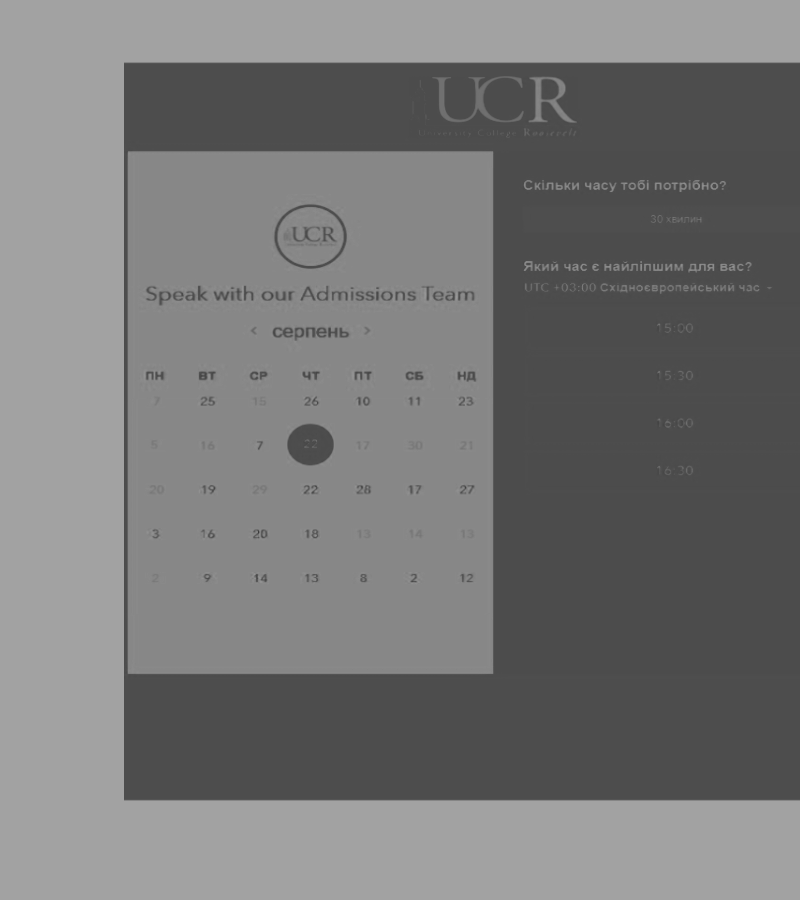 UCR
University College Roosevelt
UCR
Speak with our Admissions Team
< серпень >
ПН ВТ СР ЧТ ПТ СБ НД
7 25 15 26 10 11 23
5 16 7 22 17 30 21
20 19 29 22 28 17 27
3 16 20 18 13 14 13
2 9 14 13 8 2 12
Скільки часу тобі потрібно?
30 хвилин
Який час є найліпшим для вас?
UTC +03:00 Східноєвропейський час
15:00
15:30
16:00
16:30